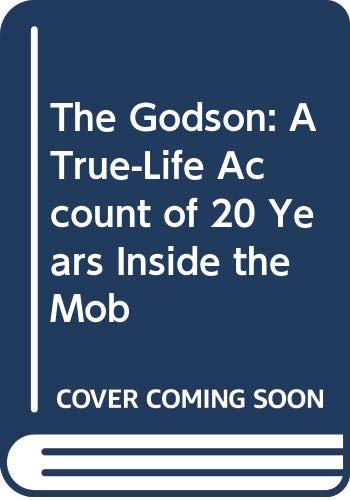 The Godson: A
True-Life Ac
count of 20 Ye
ars Inside the
Mob
COVER COMING SOON